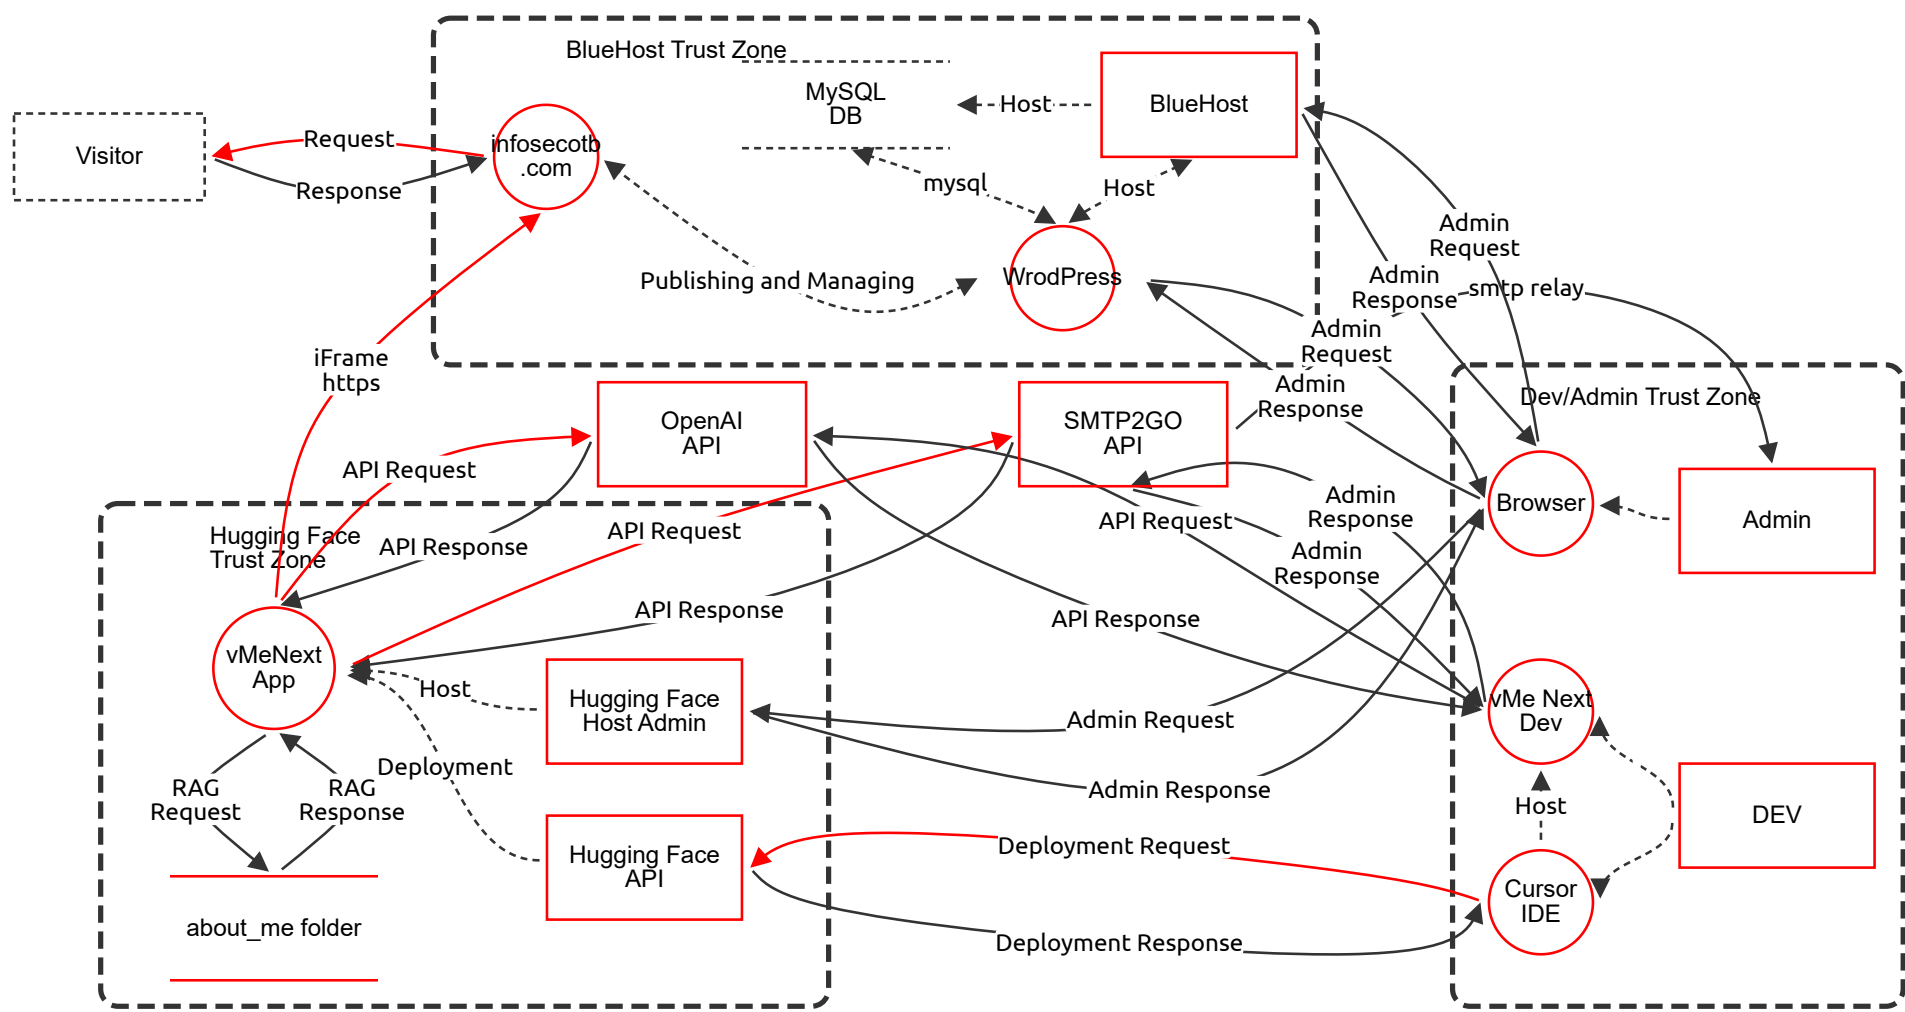 BlueHost Trust Zone
MySQL
DB
Host
BlueHost
Visitor
Request
Response
infosecotb
.com
mysql
Host
Publishing and Managing
WrodPress
Admin
Request
Admin
Response
smtp relay
Admin
Request
Admin
Response
iFrame
https
OpenAI
API
SMTP2GO
API
Dev/Admin Trust Zone
API Request
Hugging Face
Trust Zone
API Response
API Request
API Request
Admin
Response
Admin
Response
Browser
Admin
API Response
API Response
vMeNext
App
Host
Hugging Face
Host Admin
Admin Request
vMe Next
Dev
Deployment
RAG
Request
RAG
Response
Admin Response
Host
DEV
Hugging Face
API
Deployment Request
Cursor
IDE
about_me folder
Deployment Response